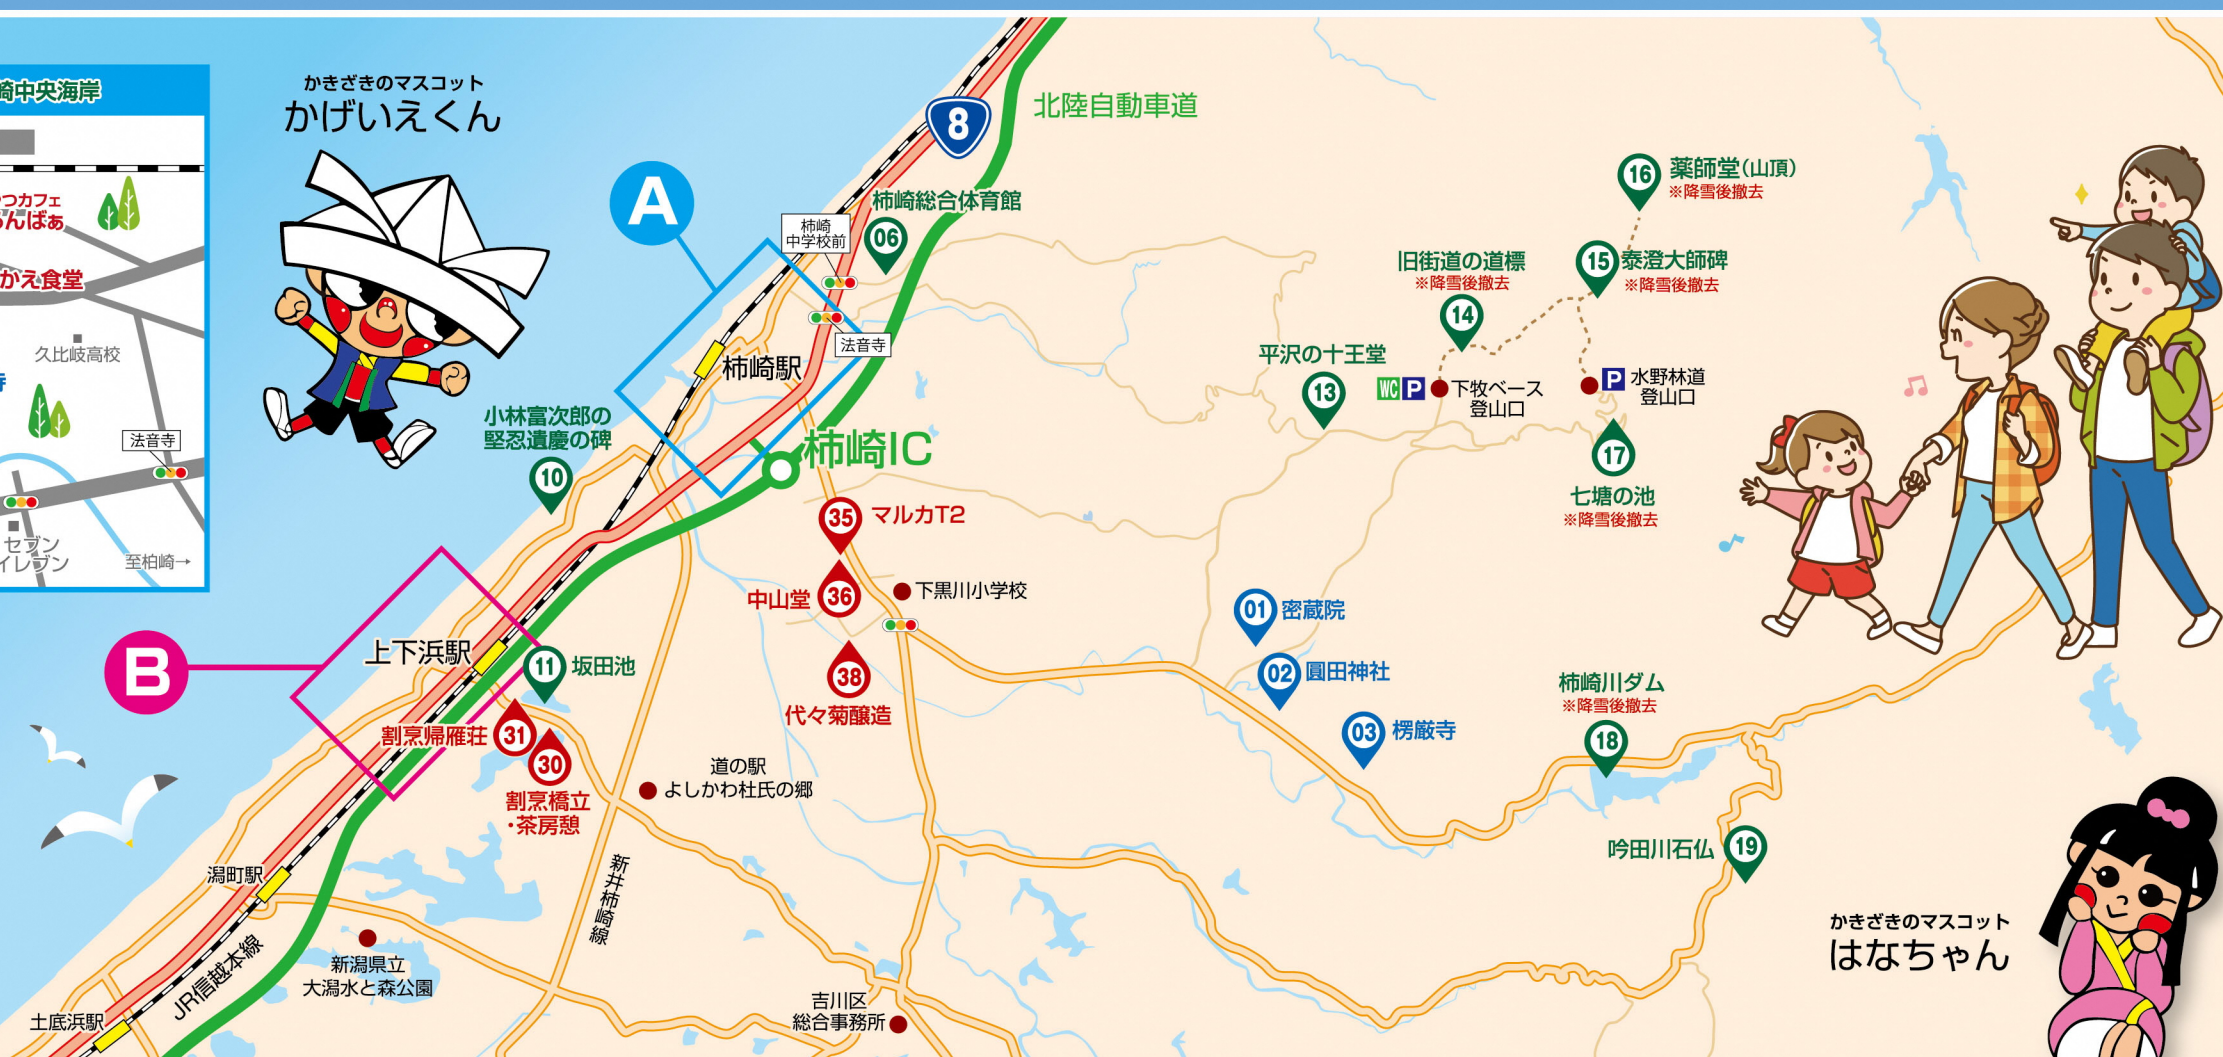 崎中央海岸
つカフェ
んばぁ
かえ食堂
久比岐高校
寺
法音寺
セブン
イレブン
至柏崎→
かきざきのマスコット
かげいえくん
A
8
北陸自動車道
柿崎総合体育館
06
柿崎
中学校前
法音寺
柿崎駅
柿崎IC
小林富次郎の
堅忍遺慶の碑
10
16
薬師堂(山頂)
※降雪後撤去
15
泰澄大師碑
※降雪後撤去
旧街道の道標
※降雪後撤去
14
平沢の十王堂
13
WC P
下牧ベース
登山口
P
水野林道
登山口
17
七塘の池
※降雪後撤去
35
マルカT2
中山堂
36
下黒川小学校
38
代々菊醸造
01
密蔵院
02
圓田神社
03
楞厳寺
柿崎川ダム
※降雪後撤去
18
吟田川石仏
19
B
上下浜駅
11
坂田池
割烹帰雁荘
31
30
割烹橋立
・茶房憩
道の駅
よしかわ杜氏の郷
新井柿崎線
潟町駅
JR信越本線
新潟県立
大潟水と森公園
土底浜駅
吉川区
総合事務所
かきざきのマスコット
はなちゃん